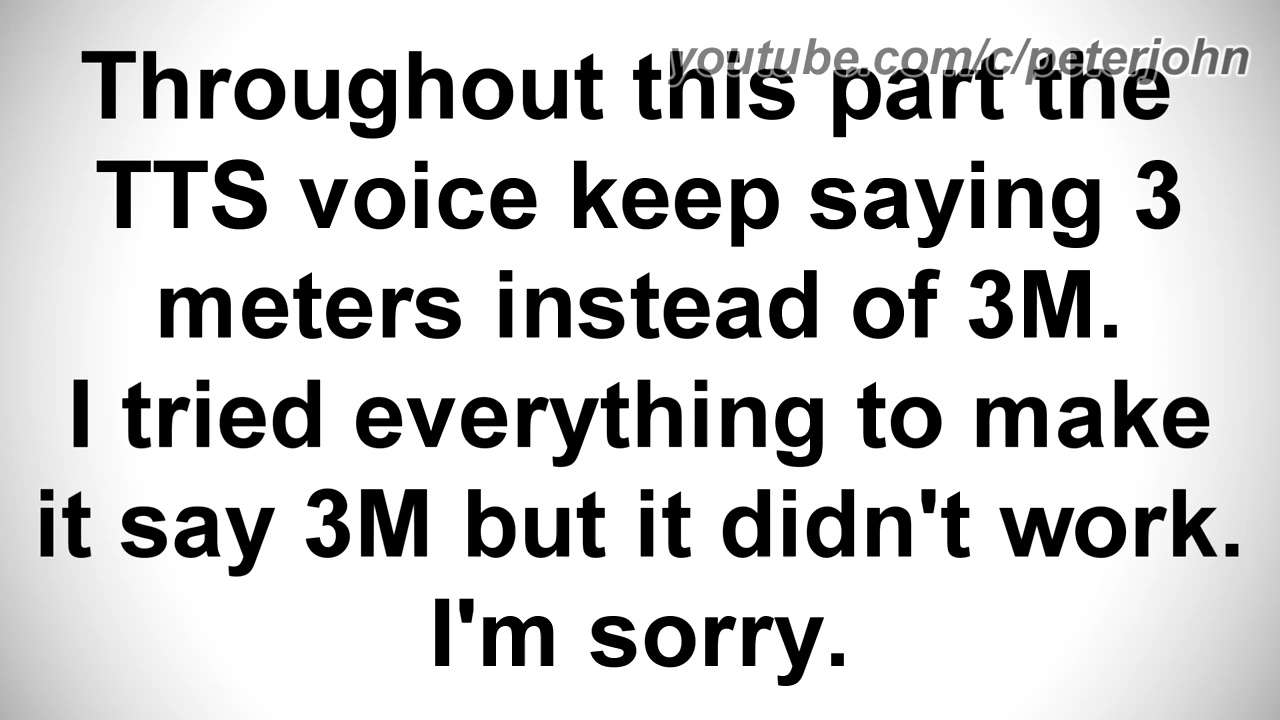 youtube.com/c/peterjohn
Throughout this part the
TTS voice keep saying 3
meters instead of 3M.
I tried everything to make
it say 3M but it didn't work.
I'm sorry.